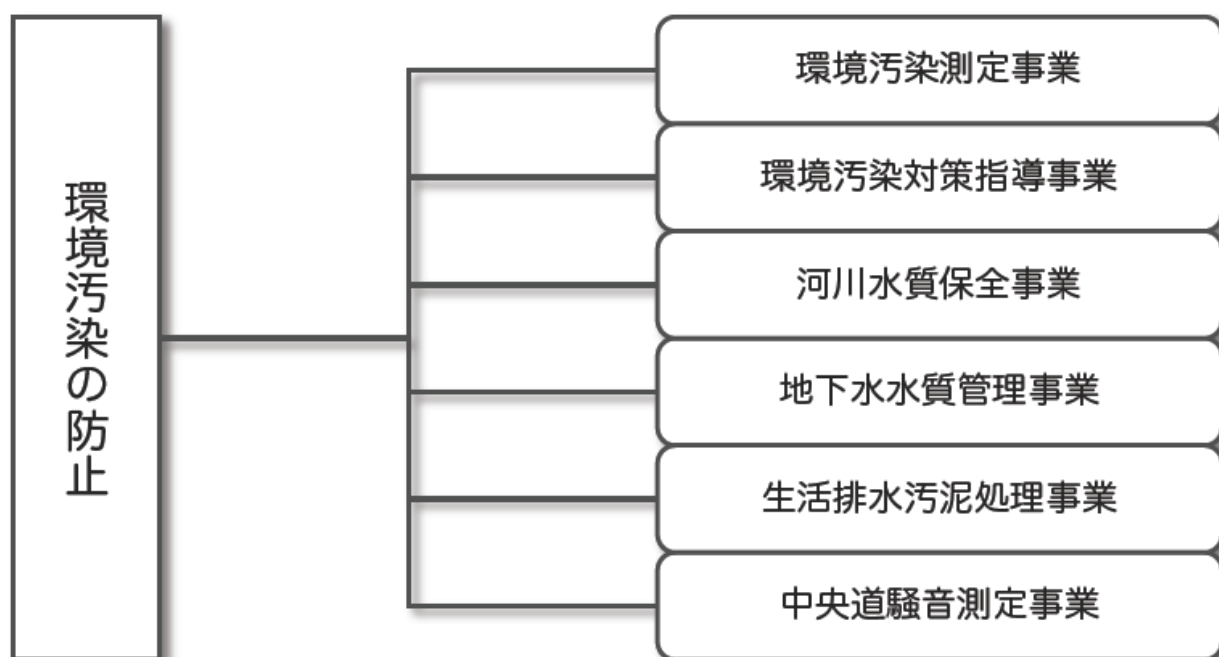 環境汚染の防止
環境汚染測定事業
環境汚染対策指導事業
河川水質保全事業
地下水水質管理事業
生活排水汚泥処理事業
中央道騒音測定事業